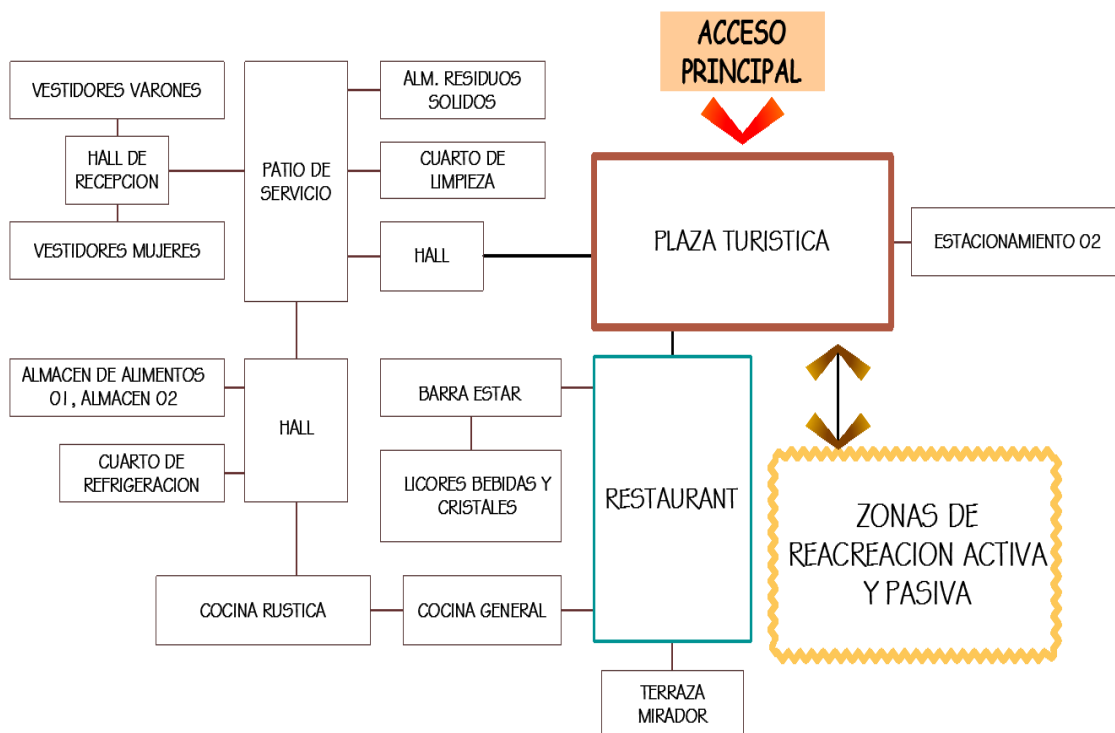 ACCESO
PRINCIPAL
VESTIDORES VARONES
ALM. RESIDUOS
SOLIDOS
HALL DE
RECEPCION
PATIO DE
SERVICIO
CUARTO DE
LIMPIEZA
VESTIDORES MUJERES
HALL
PLAZA TURISTICA
ESTACIONAMIENTO 02
ALMACEN DE ALIMENTOS
01, ALMACEN 02
HALL
CUARTO DE
REFRIGERACION
BARRA ESTAR
LICORES BEBIDAS Y
CRISTALES
RESTAURANT
ZONAS DE
REACREACION ACTIVA
Y PASIVA
COCINA RUSTICA
COCINA GENERAL
TERRAZA
MIRADOR